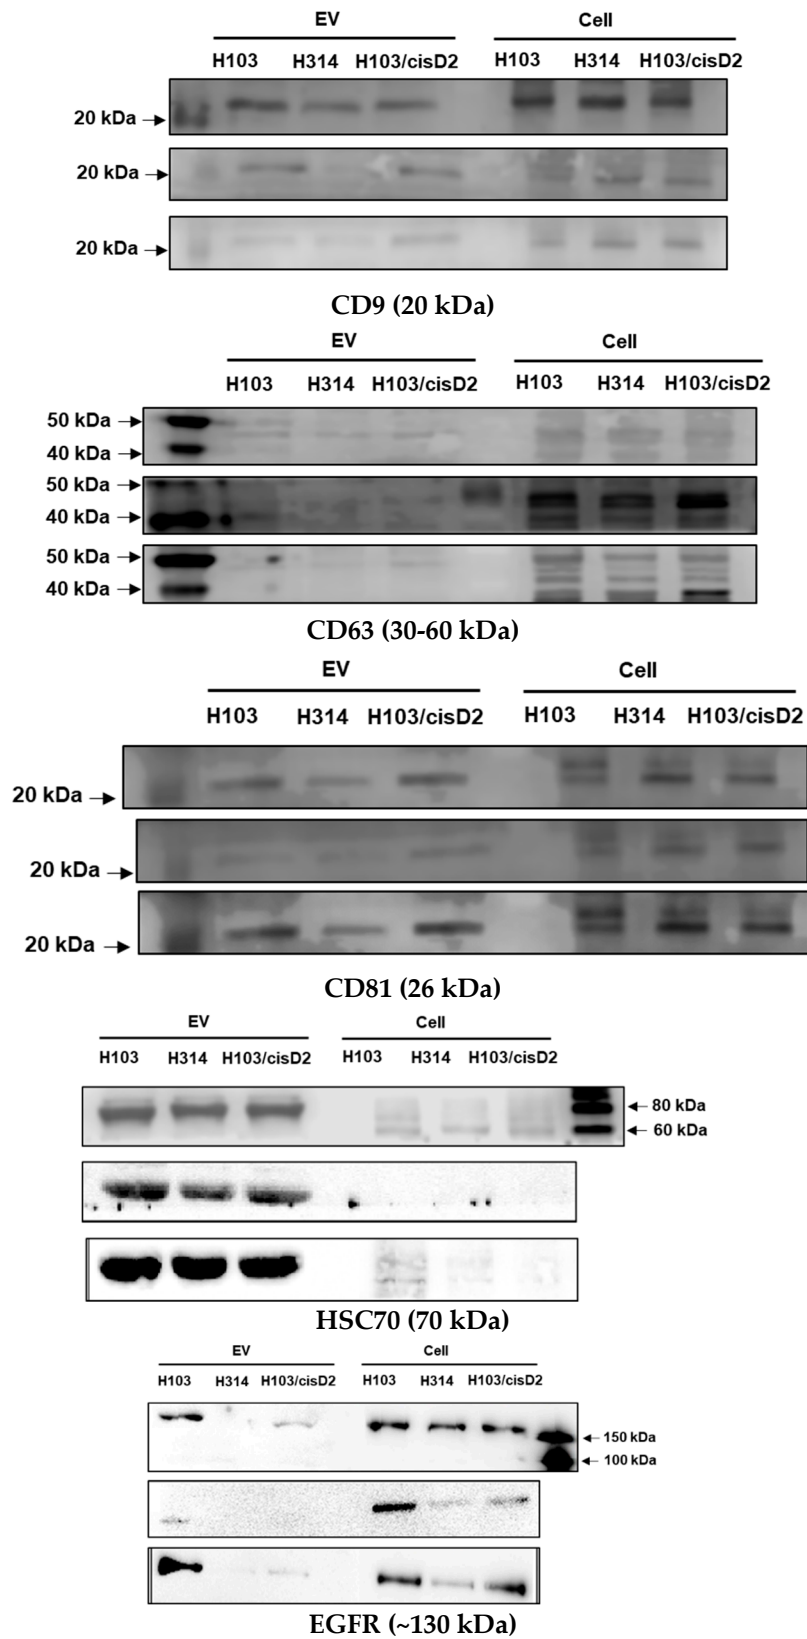 EV Cell
H103 H314 H103/cisD2 H103 H314 H103/cisD2
20 kDa
20 kDa
20 kDa
CD9 (20 kDa)
EV Cell
H103 H314 H103/cisD2 H103 H314 H103/cisD2
50 kDa
40 kDa
50 kDa
40 kDa
50 kDa
40 kDa
CD63 (30-60 kDa)
EV Cell
H103 H314 H103/cisD2 H103 H314 H103/cisD2
20 kDa
20 kDa
20 kDa
CD81 (26 kDa)
EV Cell
H103 H314 H103/cisD2 H103 H314 H103/cisD2
80 kDa
60 kDa
HSC70 (70 kDa)
EV Cell
H103 H314 H103/cisD2 H103 H314 H103/cisD2
150 kDa
100 kDa
EGFR (~130 kDa)